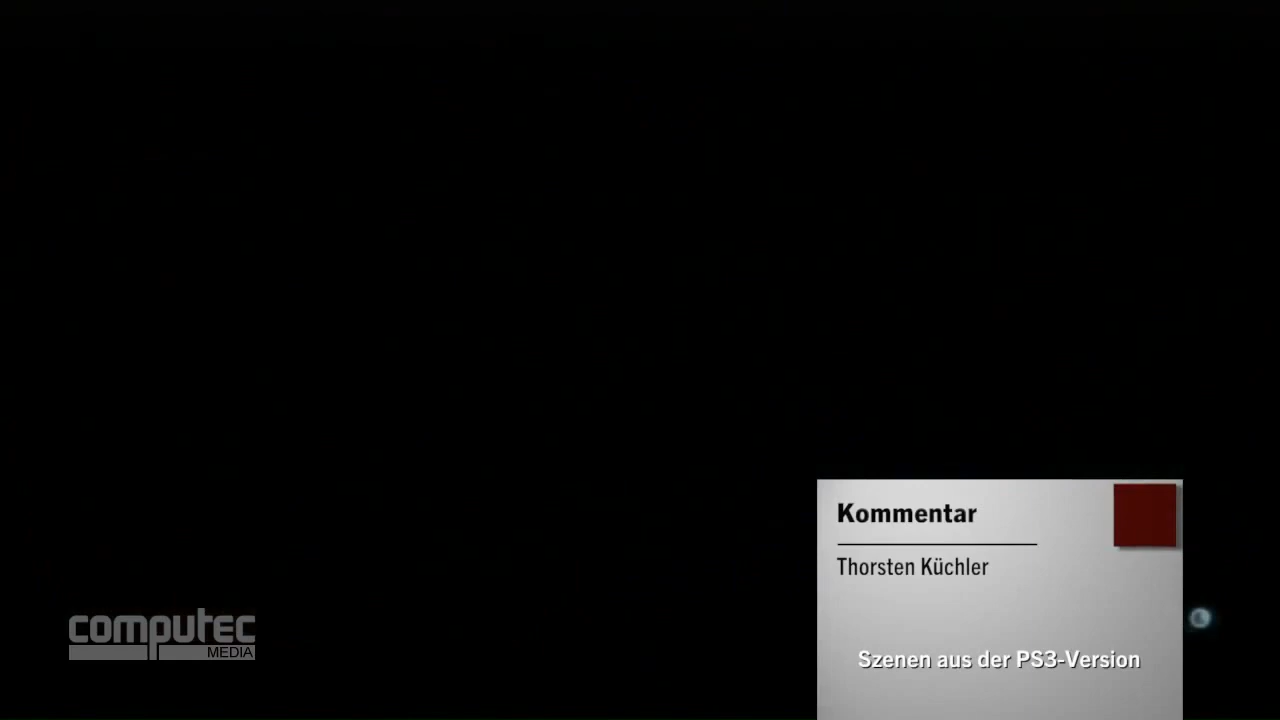 Kommentar
Thorsten Küchler
Szenen aus der PS3-Version
computec
MEDIA